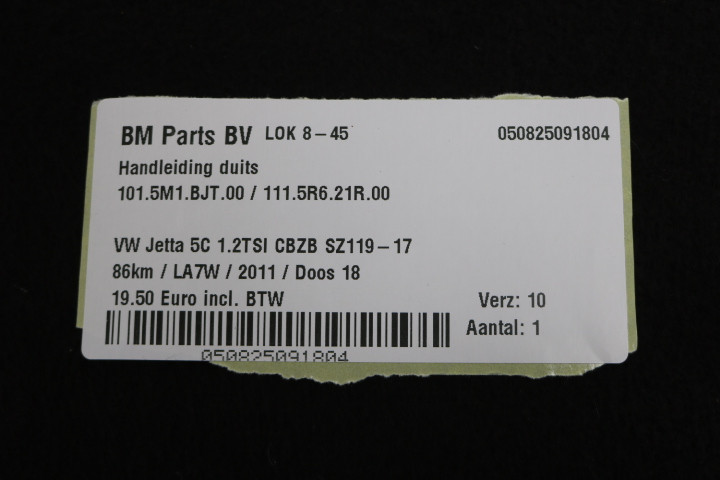 BM Parts BV LOK 8-45 050825091804
Handleiding duits
101.5M1.BJT.00 / 111.5R6.21R.00
VW Jetta 5C 1.2TSI CBZB SZ119-17
86km / LA7W / 2011 / Doos 18
19.50 Euro incl. BTW Verz: 10
Aantal: 1
050825091804